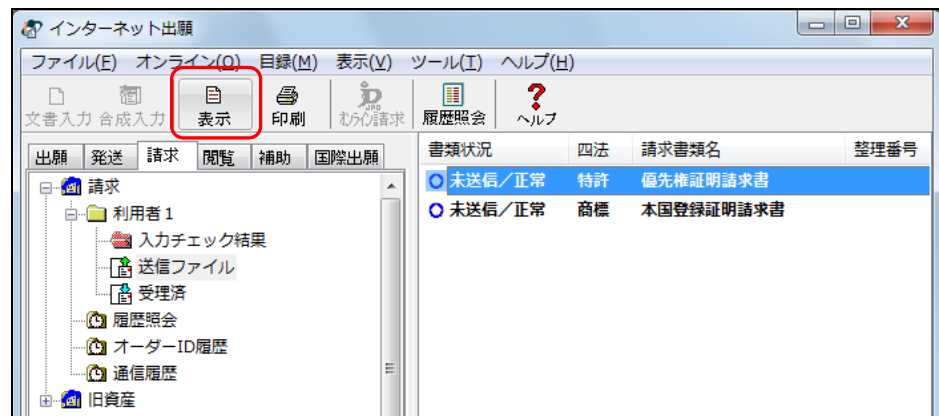 インターネット出願
ファイル(F) オンライン(O) 目録(M) 表示(V) ツール(T) ヘルプ(H)
文書入力 合成入力 表示 印刷 オンライン請求 履歴照会 ヘルプ
出願 発送 請求 閲覧 補助 国際出願
書類状況 四法 請求書類名 整理番号
請求
未送信／正常 特許 優先権証明請求書
利用者１
未送信／正常 商標 本国登録証明請求書
入力チェック結果
送信ファイル
受理済
履歴照会
オーダーID履歴
通信履歴
旧資産